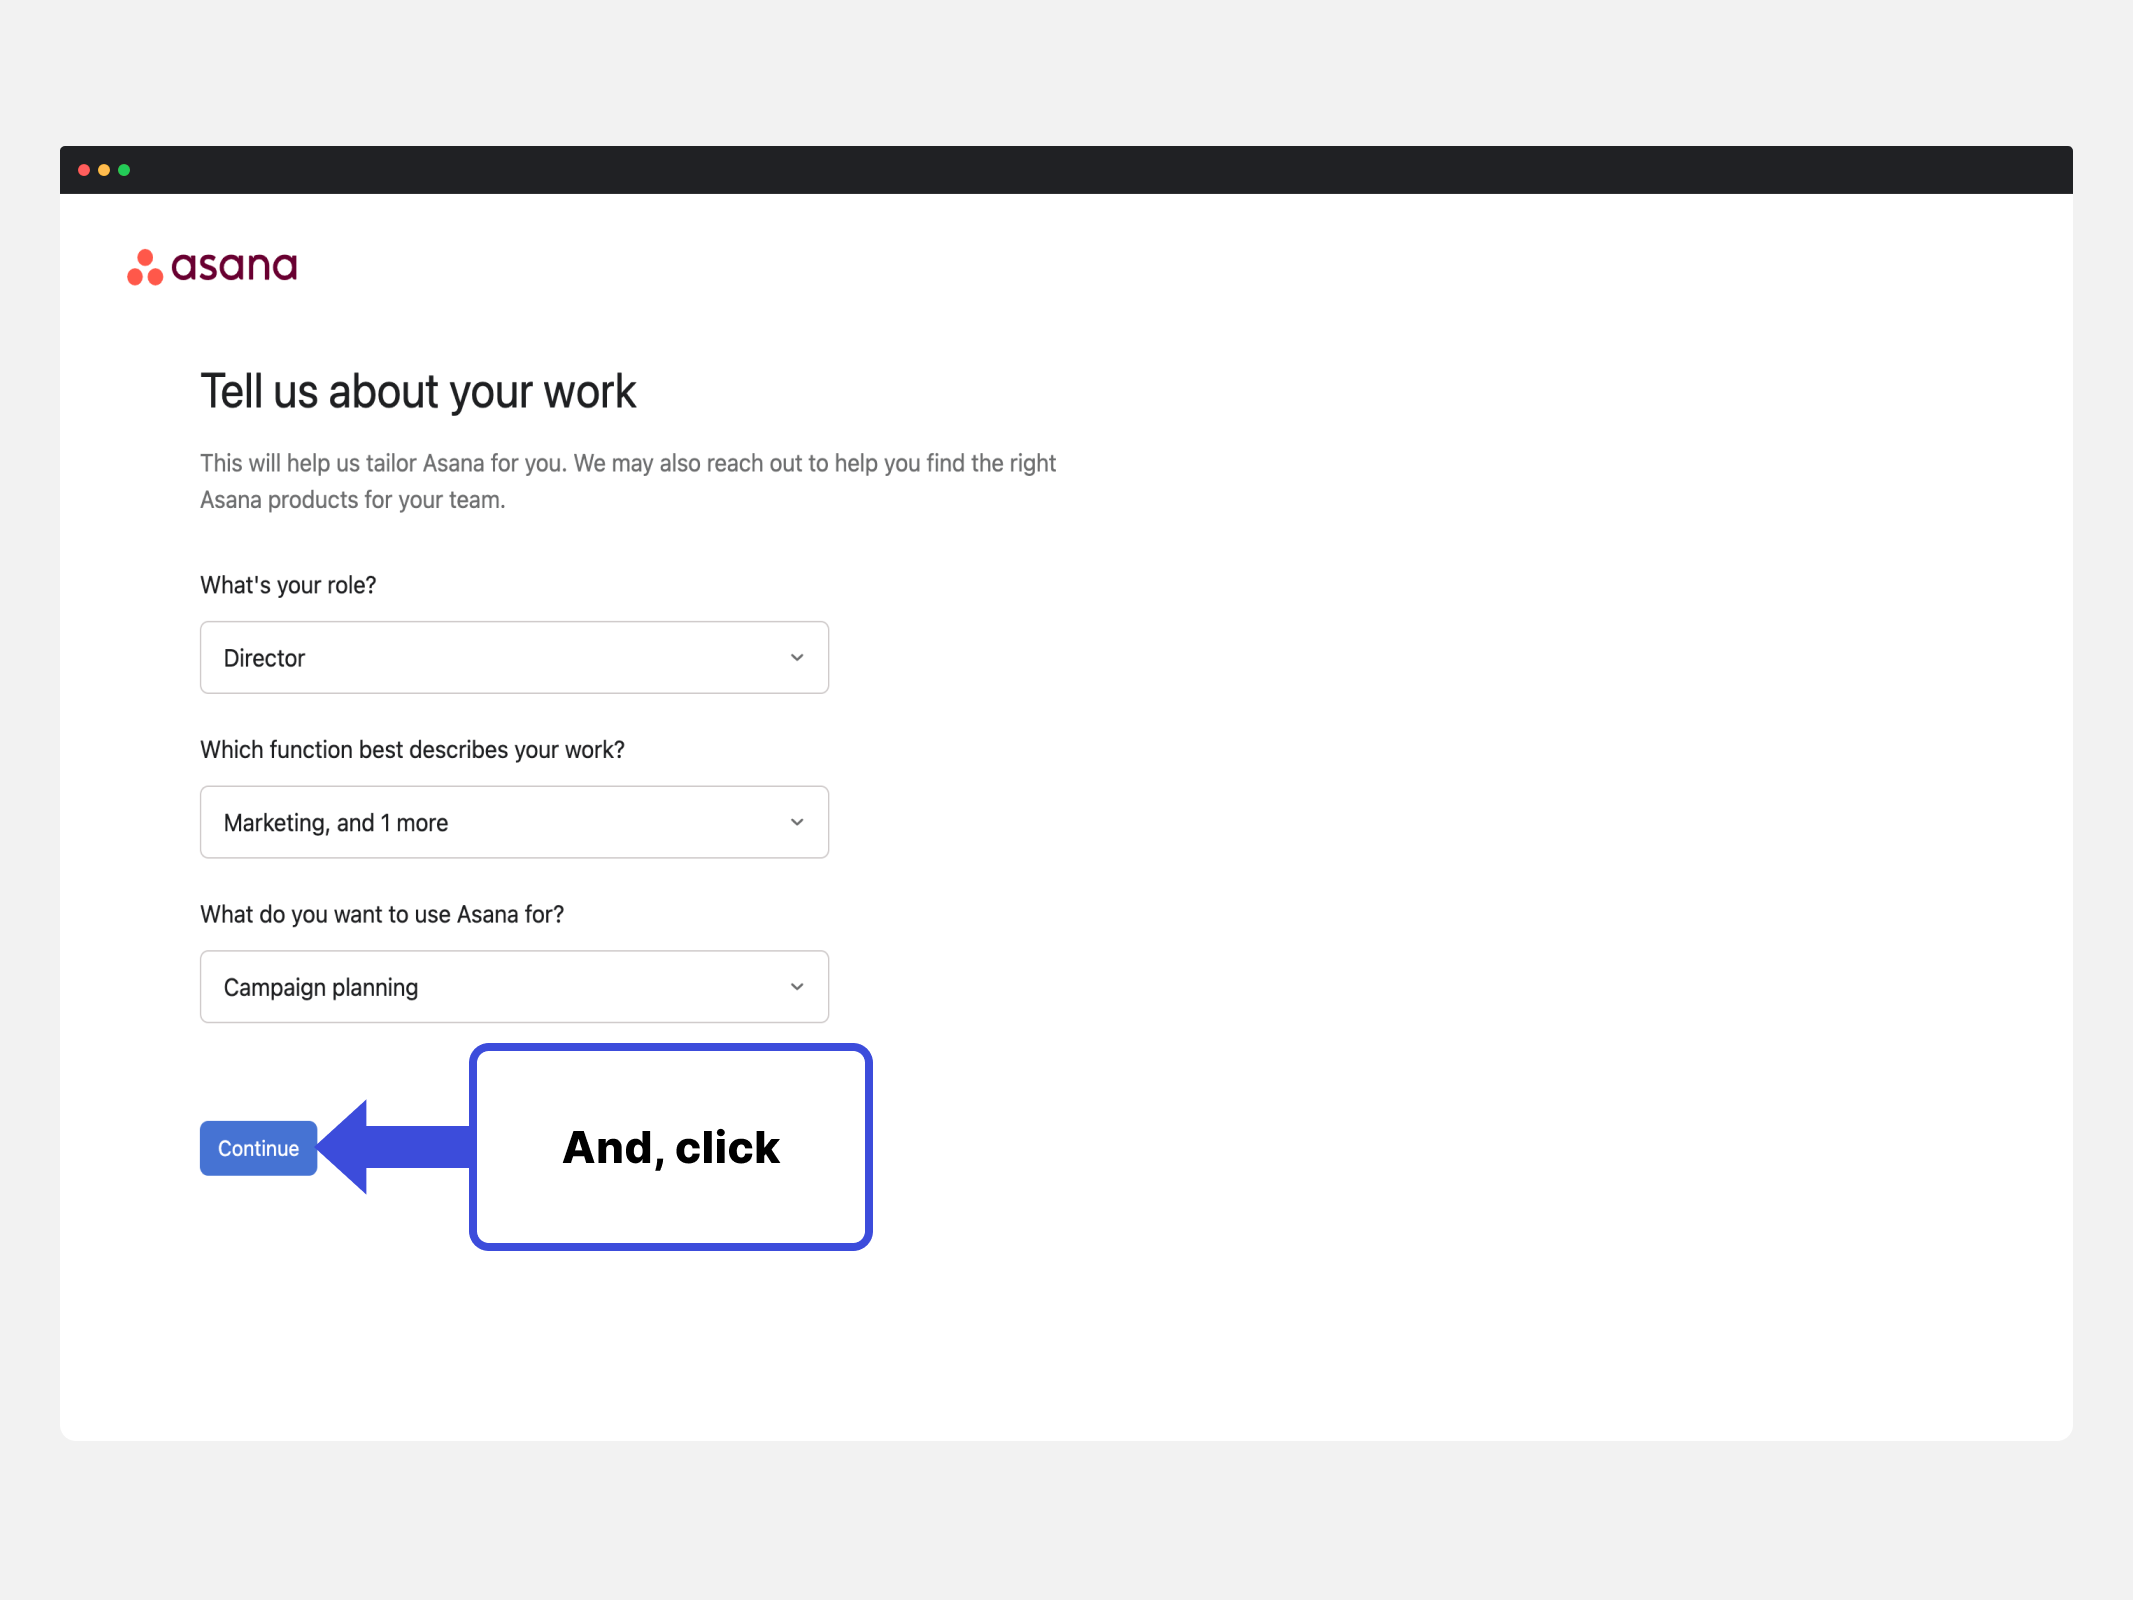 asana
Tell us about your work
This will help us tailor Asana for you. We may also reach out to help you find the right
Asana products for your team.
What's your role?
Director
Which function best describes your work?
Marketing, and 1 more
What do you want to use Asana for?
Campaign planning
Continue
And, click